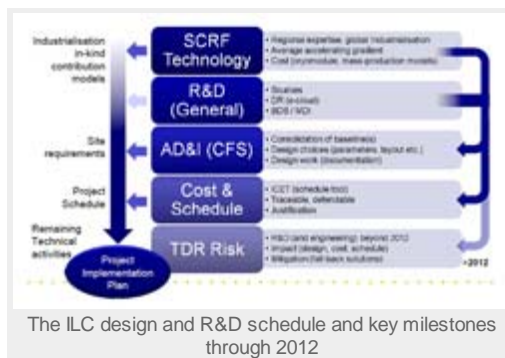 Industrialisation
in-kind
contribution
models
SCRF
Technology
• Regional expertise, global industrialisation
• Average accelerating gradient
• Cost (cryomodule, mass-production models)
R&D
(General)
• Sources
• DR (e-cloud)
• BDS / MDI
Site
requirements
AD&I (CFS)
• Consolidation of baseline(s)
• Design choices (parameters, layout etc.)
• Design work (documentation)
Project
Schedule
Cost &
Schedule
• ICET (schedule tool)
• Traceable, defendable
• Justification
Remaining
Technical
activities
TDR Risk
• R&D (and engineering) beyond 2012
• Impact (design, cost, schedule)
• Mitigation (fall-back solutions)
>2012
Project
Implementation
Plan
The ILC design and R&D schedule and key milestones
through 2012